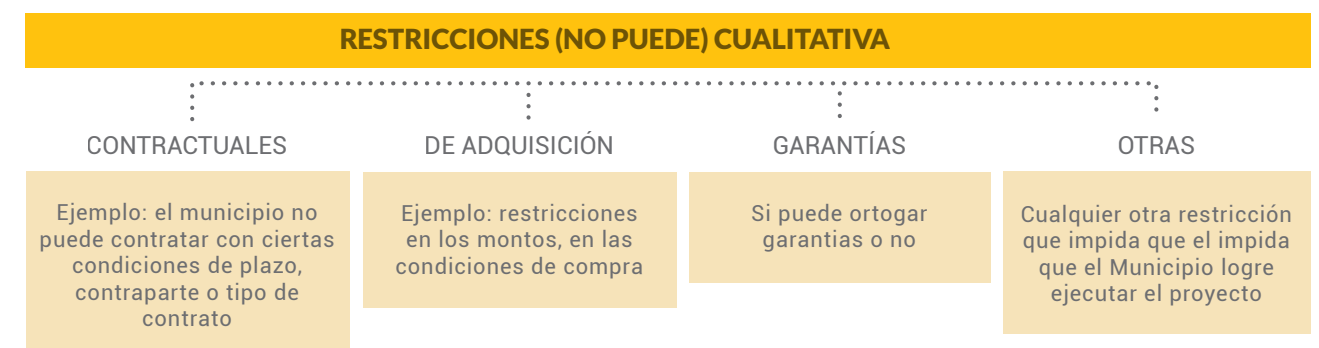 RESTRICCIONES (NO PUEDE) CUALITATIVA
CONTRACTUALES
Ejemplo: el municipio no
puede contratar con ciertas
condiciones de plazo,
contraparte o tipo de
contrato
DE ADQUISICIÓN
Ejemplo: restricciones
en los montos, en las
condiciones de compra
GARANTÍAS
Si puede ortogar
garantias o no
OTRAS
Cualquier otra restricción
que impida que el impida
que el Municipio logre
ejecutar el proyecto